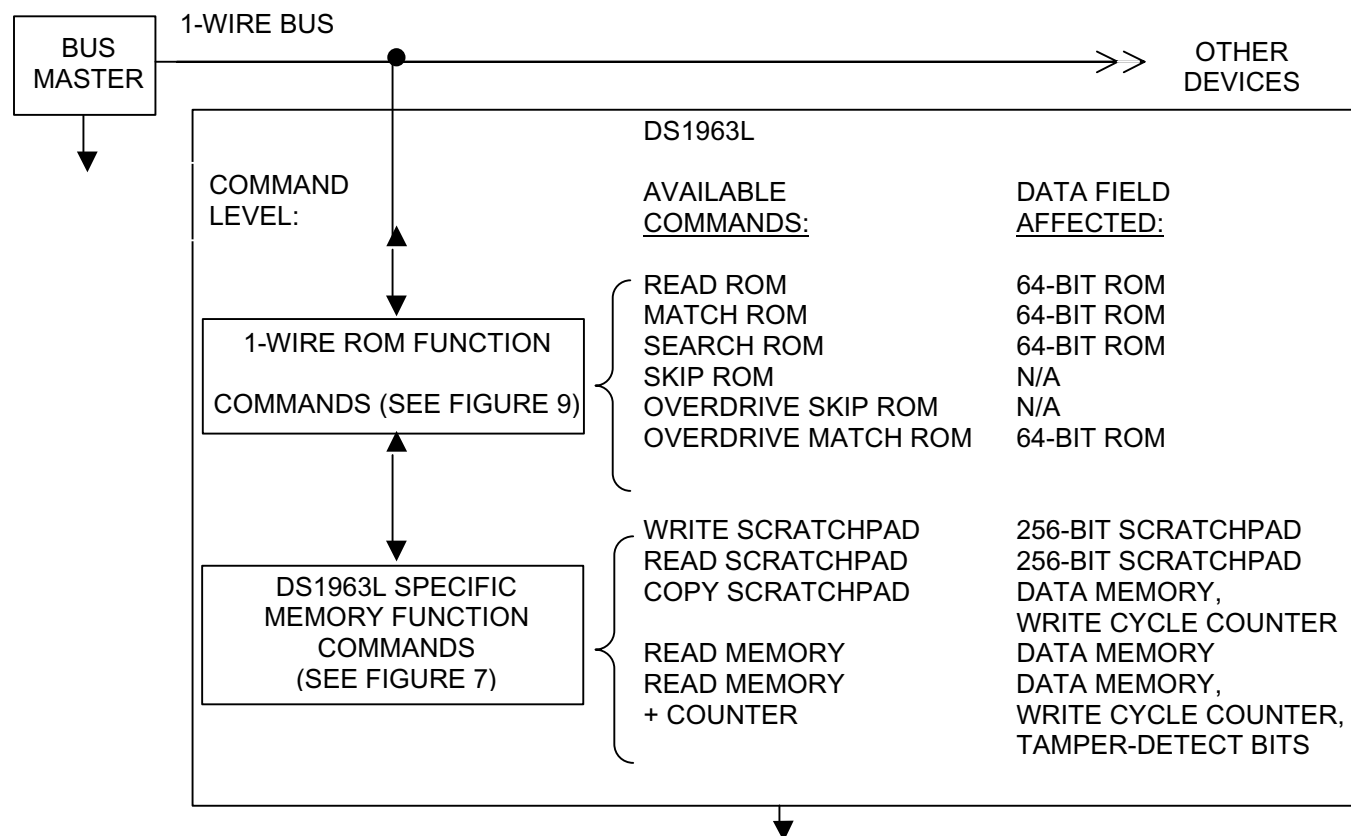 1-WIRE BUS
BUS
MASTER
OTHER
DEVICES
DS1963L
COMMAND
LEVEL:
AVAILABLE
COMMANDS:
DATA FIELD
AFFECTED:
1-WIRE ROM FUNCTION
COMMANDS (SEE FIGURE 9)
READ ROM 64-BIT ROM
MATCH ROM 64-BIT ROM
SEARCH ROM 64-BIT ROM
SKIP ROM N/A
OVERDRIVE SKIP ROM N/A
OVERDRIVE MATCH ROM 64-BIT ROM
DS1963L SPECIFIC
MEMORY FUNCTION
COMMANDS
(SEE FIGURE 7)
WRITE SCRATCHPAD 256-BIT SCRATCHPAD
READ SCRATCHPAD 256-BIT SCRATCHPAD
COPY SCRATCHPAD DATA MEMORY,
WRITE CYCLE COUNTER
READ MEMORY DATA MEMORY
READ MEMORY DATA MEMORY,
+ COUNTER WRITE CYCLE COUNTER,
TAMPER-DETECT BITS